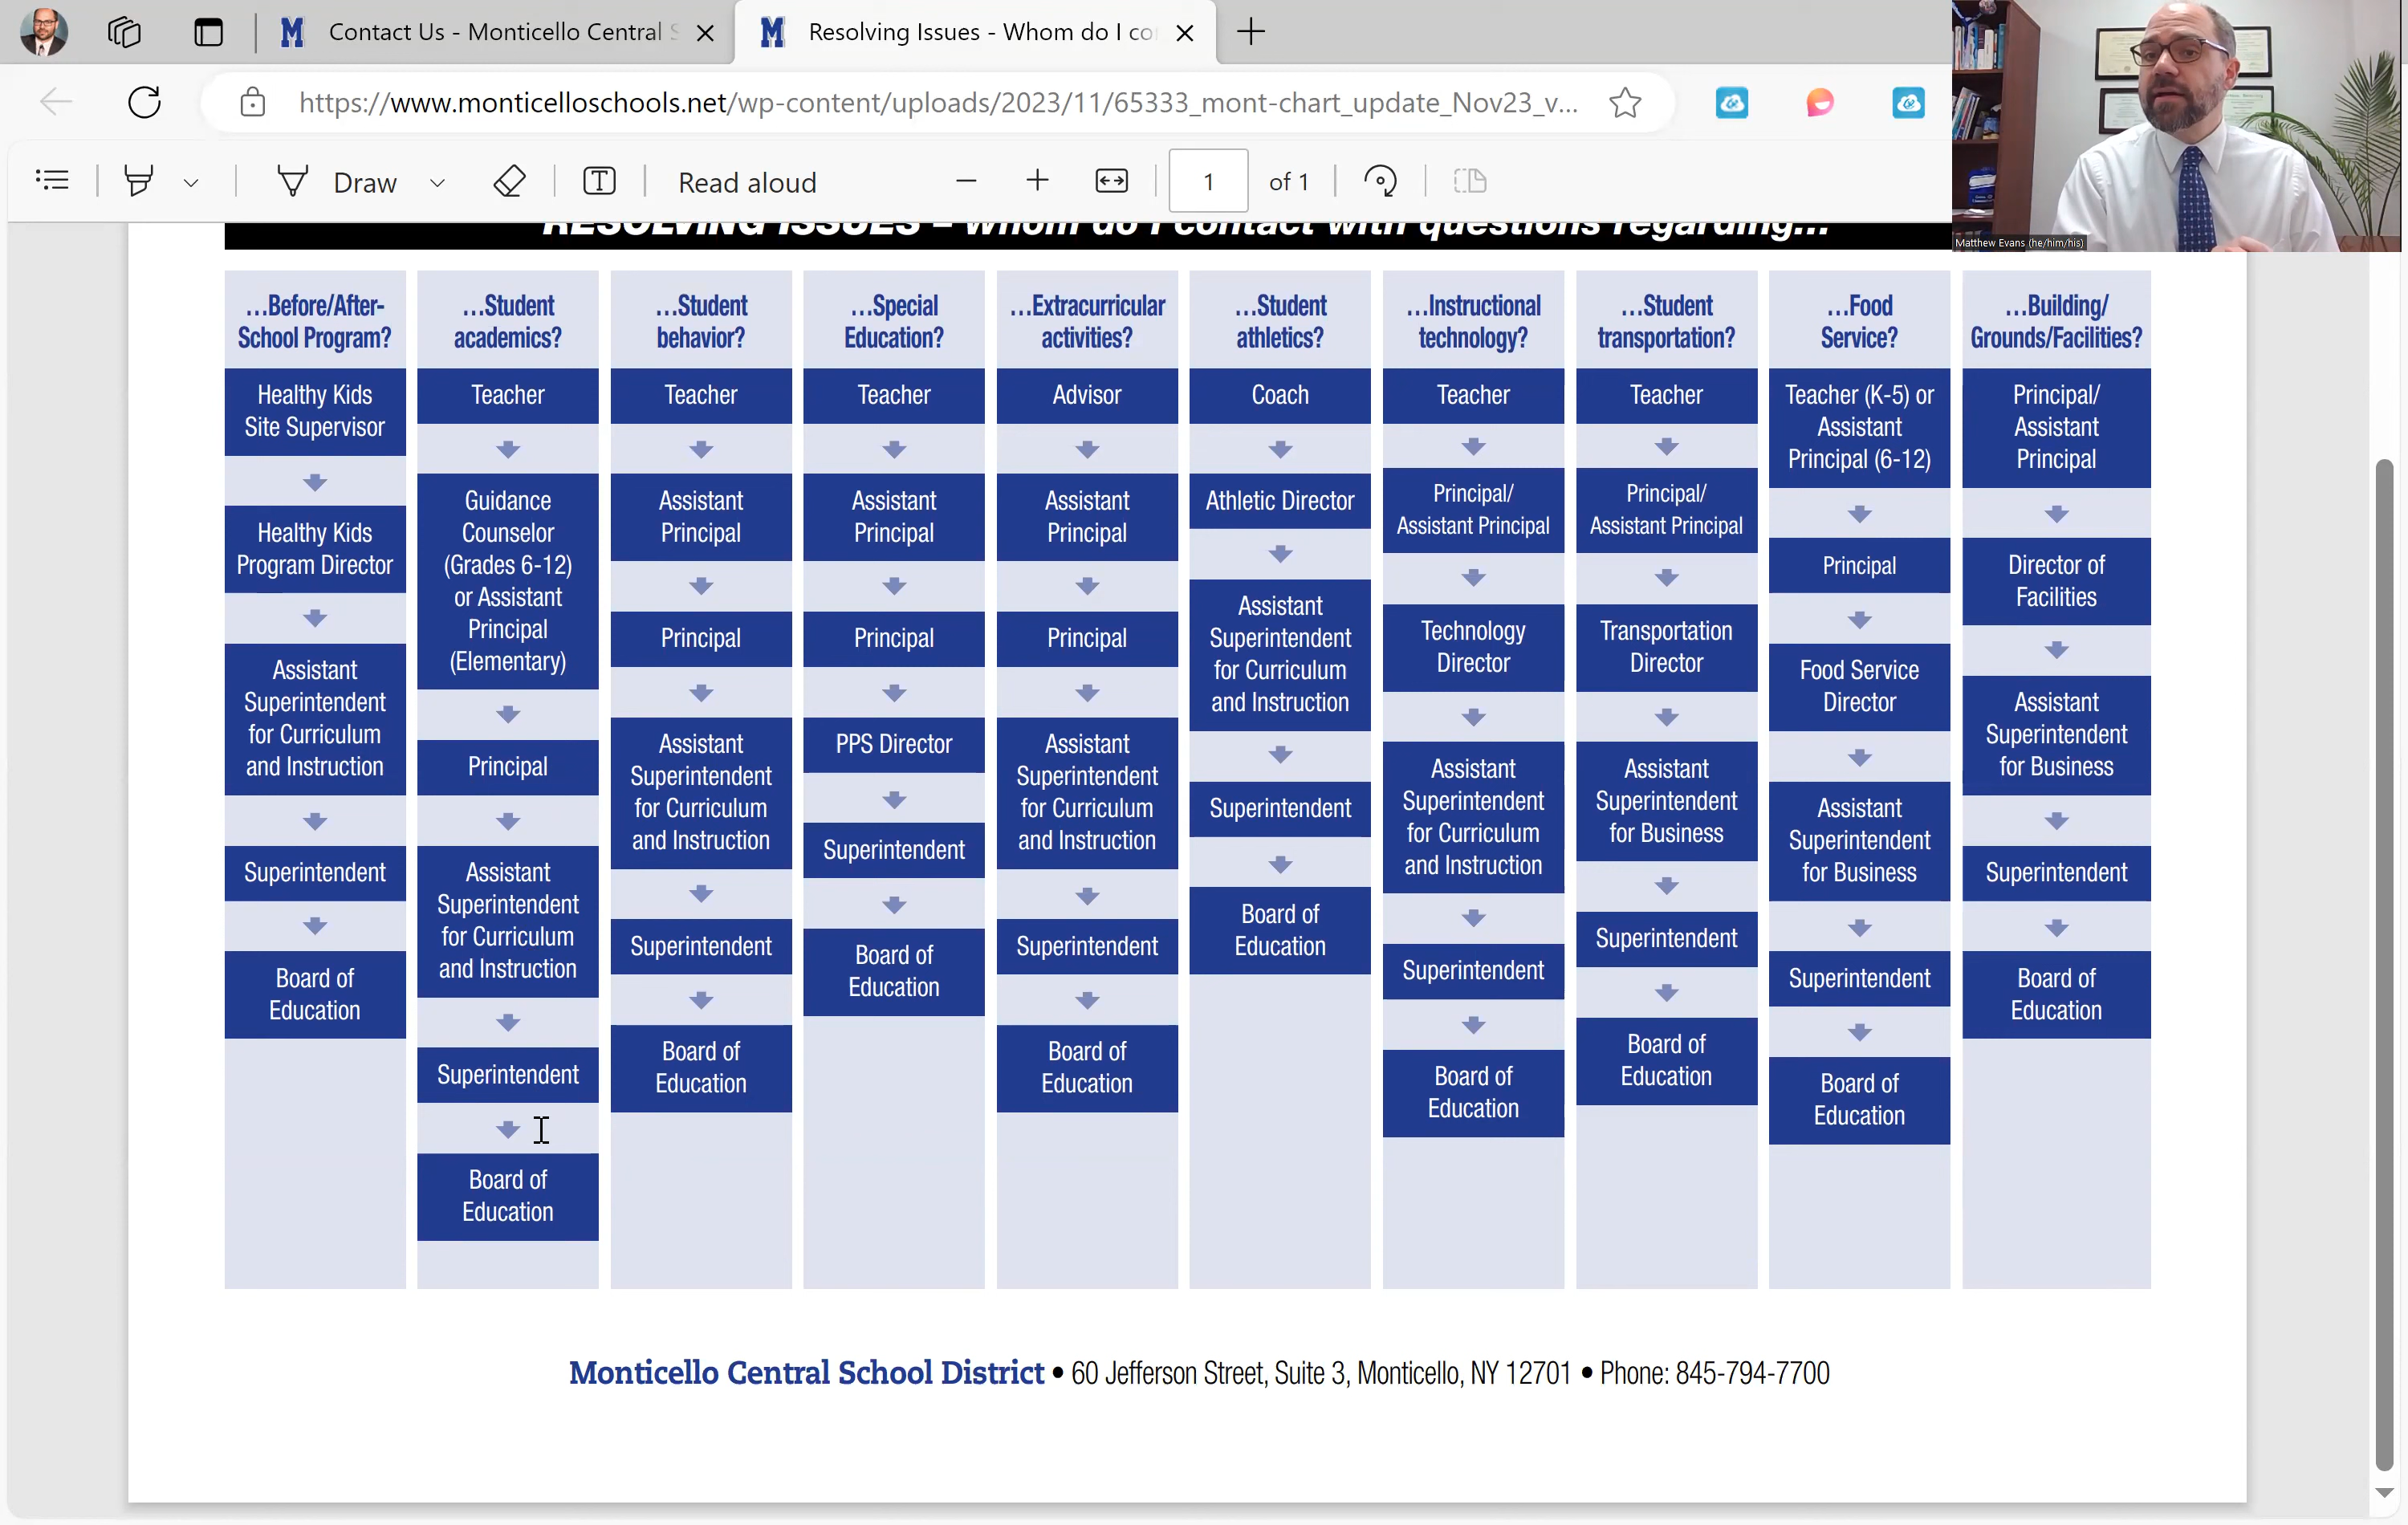 Contact Us - Monticello Central S
Resolving Issues - Whom do I co
https://www.monticelloschools.net/wp-content/uploads/2023/11/65333_mont-chart_update_Nov23_v...
Draw
Read aloud
1
of 1
Matthew Evans (he/him/his)
RESOLVING ISSUES – Whom do I contact with questions regarding...
...Before/After-
School Program?
Healthy Kids
Site Supervisor
Healthy Kids
Program Director
Assistant
Superintendent
for Curriculum
and Instruction
Superintendent
Board of
Education
...Student
academics?
Teacher
Guidance
Counselor
(Grades 6-12)
or Assistant
Principal
(Elementary)
Principal
Assistant
Superintendent
for Curriculum
and Instruction
Superintendent
Board of
Education
...Student
behavior?
Teacher
Assistant
Principal
Principal
Assistant
Superintendent
for Curriculum
and Instruction
Superintendent
Board of
Education
...Special
Education?
Teacher
Assistant
Principal
Principal
PPS Director
Superintendent
Board of
Education
...Extracurricular
activities?
Advisor
Assistant
Principal
Principal
Assistant
Superintendent
for Curriculum
and Instruction
Superintendent
Board of
Education
...Student
athletics?
Coach
Athletic Director
Assistant
Superintendent
for Curriculum
and Instruction
Superintendent
Board of
Education
...Instructional
technology?
Teacher
Principal/
Assistant Principal
Technology
Director
Assistant
Superintendent
for Curriculum
and Instruction
Superintendent
Board of
Education
...Student
transportation?
Teacher
Principal/
Assistant Principal
Transportation
Director
Assistant
Superintendent
for Business
Superintendent
Board of
Education
...Food
Service?
Teacher (K-5) or
Assistant
Principal (6-12)
Principal
Food Service
Director
Assistant
Superintendent
for Business
Superintendent
Board of
Education
...Building/
Grounds/Facilities?
Principal/
Assistant
Principal
Director of
Facilities
Assistant
Superintendent
for Business
Superintendent
Board of
Education
Monticello Central School District • 60 Jefferson Street, Suite 3, Monticello, NY 12701 • Phone: 845-794-7700